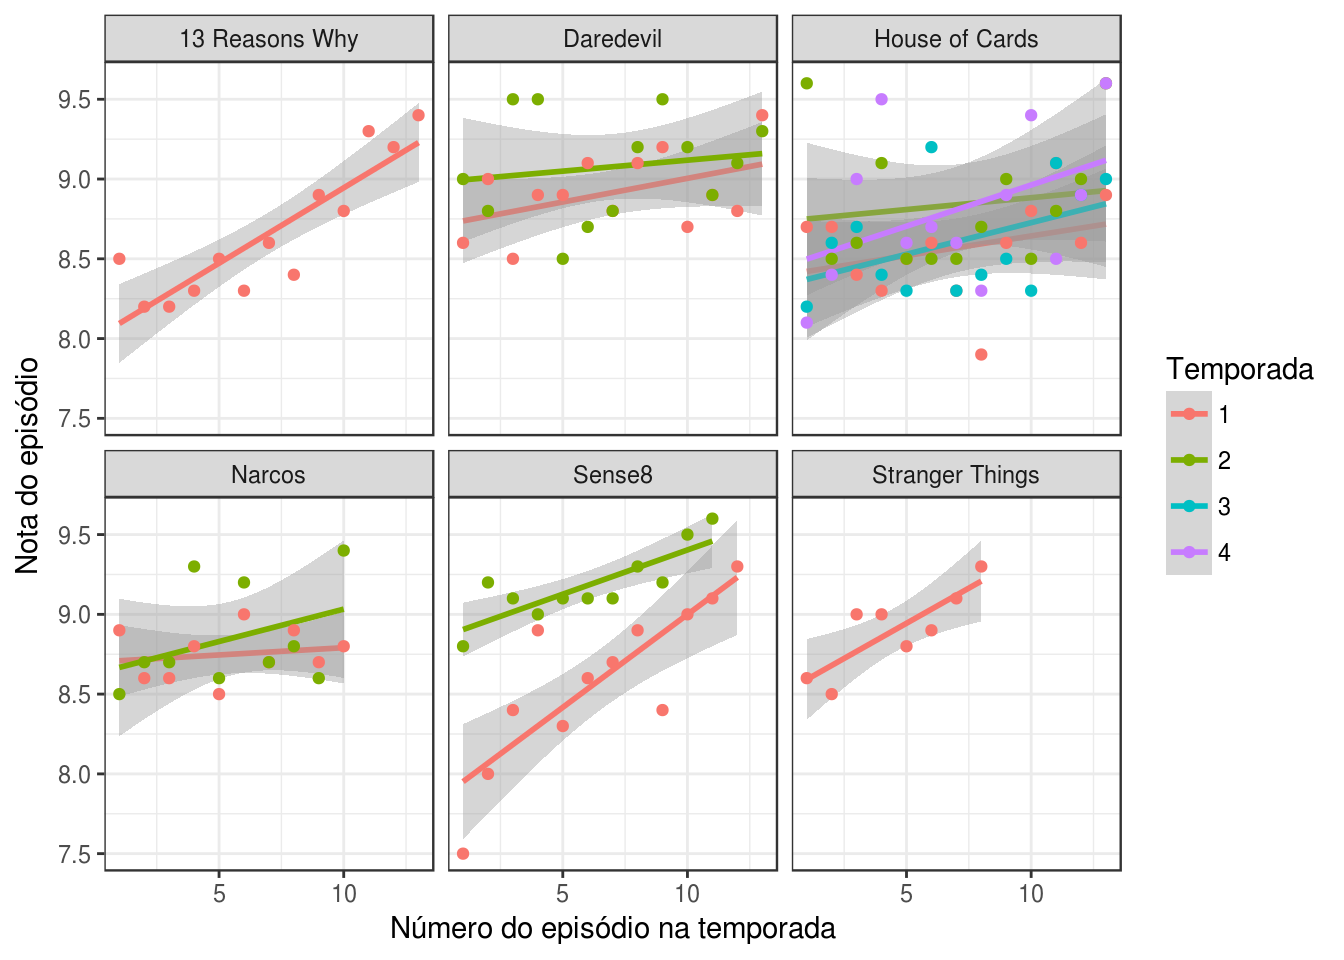 13 Reasons Why
Daredevil
House of Cards
9.5
9.0
8.5
8.0
7.5
Narcos
Sense8
Stranger Things
9.5
9.0
8.5
8.0
7.5
5
10
5
10
5
10
Número do episódio na temporada
Nota do episódio
Temporada
1
2
3
4